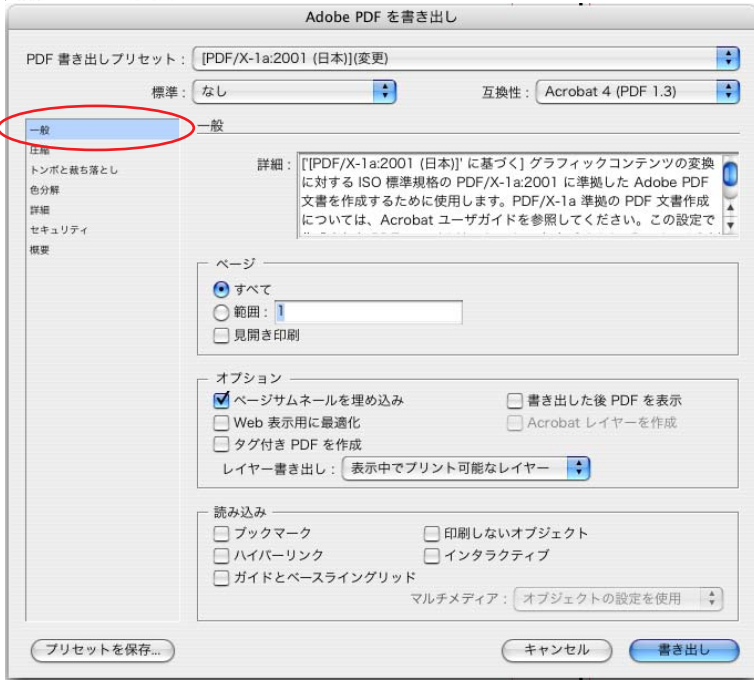 Adobe PDF を書き出し
PDF 書き出しプリセット： [PDF/X-1a:2001 (日本)](変更)
標準： なし 互換性： Acrobat 4 (PDF 1.3)
一般
圧縮
トンボと裁ち落とし
色分解
詳細
セキュリティ
概要
一般
詳細： ['[PDF/X-1a:2001 (日本)]' に基づく] グラフィックコンテンツの変換
に対する ISO 標準規格の PDF/X-1a:2001 に準拠した Adobe PDF
文書を作成するために使用します。PDF/X-1a 準拠の PDF 文書作成
については、Acrobat ユーザガイドを参照してください。この設定で
ページ
すべて
範囲： 1
見開き印刷
オプション
ページサムネールを埋め込み 書き出した後 PDF を表示
Web 表示用に最適化 Acrobat レイヤーを作成
タグ付き PDF を作成
レイヤー書き出し： 表示中でプリント可能なレイヤー
読み込み
ブックマーク 印刷しないオブジェクト
ハイパーリンク インタラクティブ
ガイドとベースライングリッド
マルチメディア： オブジェクトの設定を使用
プリセットを保存... キャンセル 書き出し